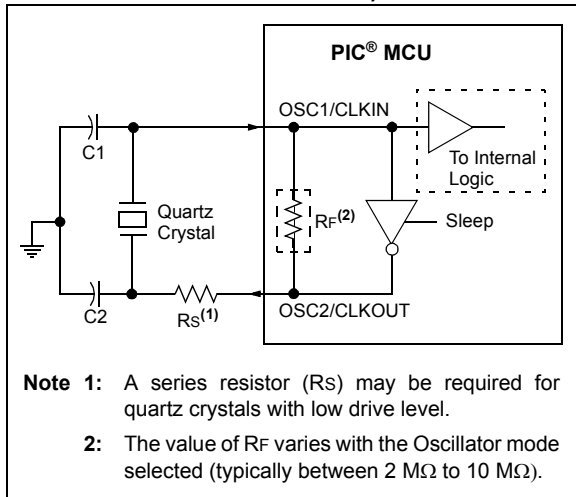 PIC® MCU
OSC1/CLKIN
C1
To Internal
Logic
Quartz
Crystal
RF(2)
Sleep
C2
RS(1)
OSC2/CLKOUT
Note 1: A series resistor (RS) may be required for
quartz crystals with low drive level.
2: The value of RF varies with the Oscillator mode
selected (typically between 2 MΩ to 10 MΩ).